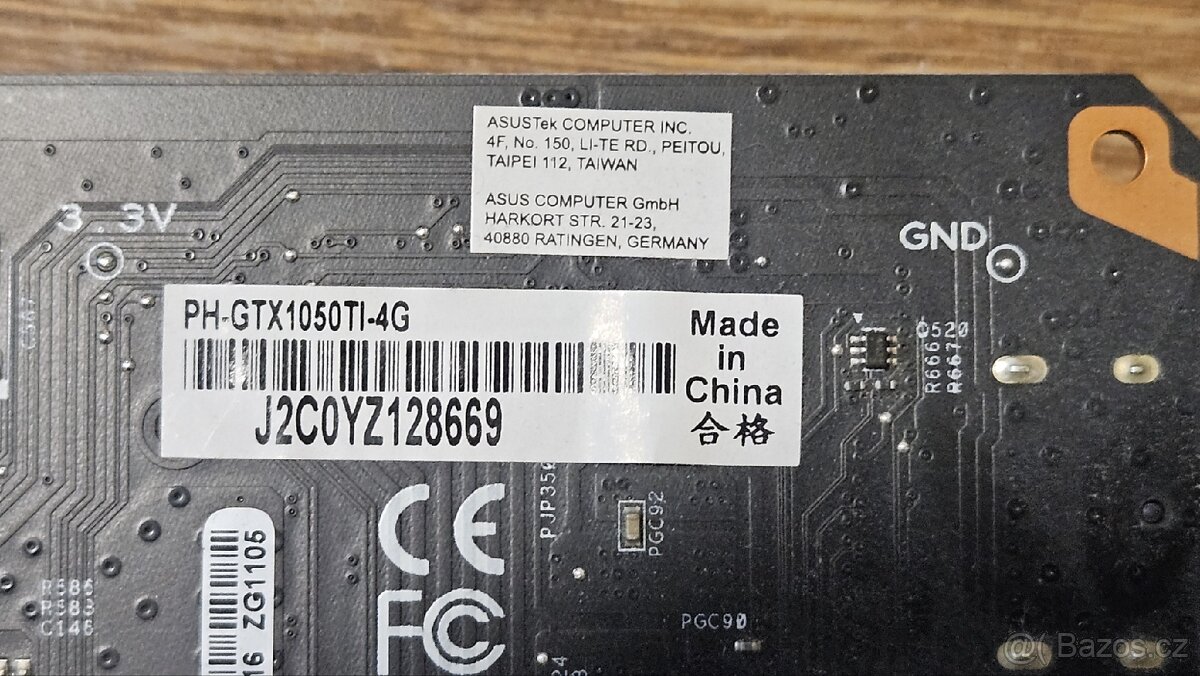 ASUSTek COMPUTER INC.
4F, No. 150, LI-TE RD., PEITOU,
TAIPEI 112, TAIWAN
ASUS COMPUTER GmbH
HARKORT STR. 21-23,
40880 RATINGEN, GERMANY
3.3V
GND
C567
PH-GTX1050TI-4G
J2C0YZ128669
Made
in
China
合格
C520
R666
R667
PJP350
PGC92
CE
FC
ZG1105
R585
R583
C146
PGC90
@ Bazos.cz